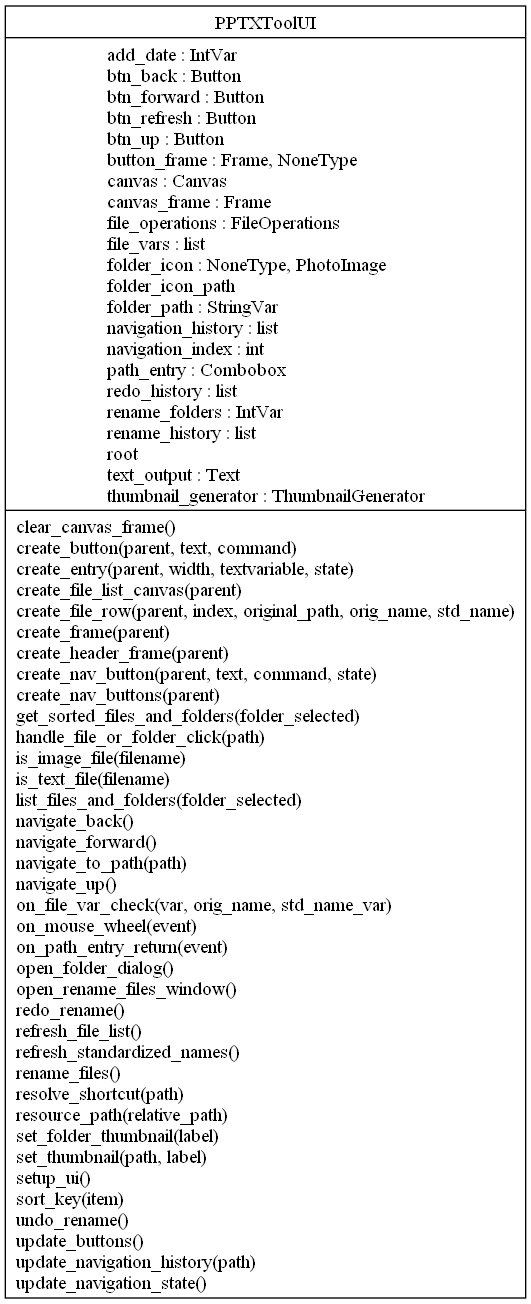 PPTXToolUI
add_date : IntVar
btn_back : Button
btn_forward : Button
btn_refresh : Button
btn_up : Button
button_frame : Frame, NoneType
canvas : Canvas
canvas_frame : Frame
file_operations : FileOperations
file_vars : list
folder_icon : NoneType, PhotoImage
folder_icon_path
folder_path : StringVar
navigation_history : list
navigation_index : int
path_entry : Combobox
redo_history : list
rename_folders : IntVar
rename_history : list
root
text_output : Text
thumbnail_generator : ThumbnailGenerator
clear_canvas_frame()
create_button(parent, text, command)
create_entry(parent, width, textvariable, state)
create_file_list_canvas(parent)
create_file_row(parent, index, original_path, orig_name, std_name)
create_frame(parent)
create_header_frame(parent)
create_nav_button(parent, text, command, state)
create_nav_buttons(parent)
get_sorted_files_and_folders(folder_selected)
handle_file_or_folder_click(path)
is_image_file(filename)
is_text_file(filename)
list_files_and_folders(folder_selected)
navigate_back()
navigate_forward()
navigate_to_path(path)
navigate_up()
on_file_var_check(var, orig_name, std_name_var)
on_mouse_wheel(event)
on_path_entry_return(event)
open_folder_dialog()
open_rename_files_window()
redo_rename()
refresh_file_list()
refresh_standardized_names()
rename_files()
resolve_shortcut(path)
resource_path(relative_path)
set_folder_thumbnail(label)
set_thumbnail(path, label)
setup_ui()
sort_key(item)
undo_rename()
update_buttons()
update_navigation_history(path)
update_navigation_state()